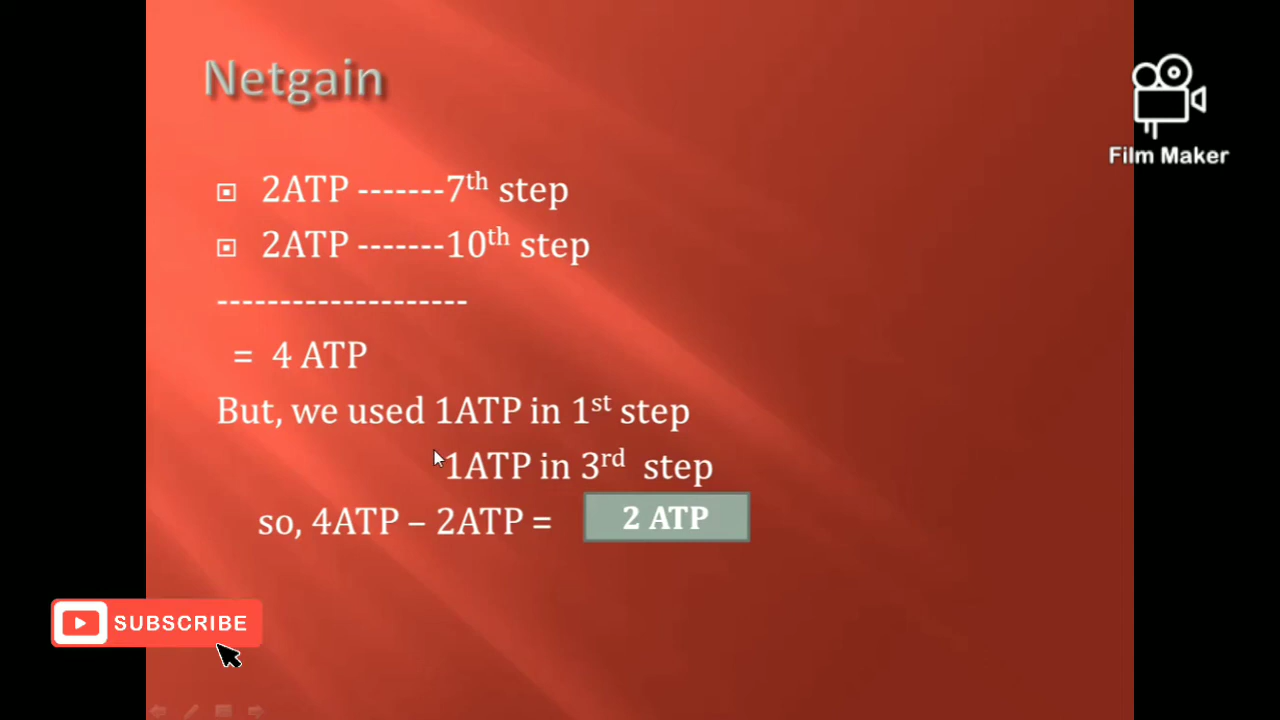 Netgain
Film Maker
2ATP -------7th step
2ATP -------10th step
--------------------
= 4 ATP
But, we used 1ATP in 1st step
1ATP in 3rd step
so, 4ATP – 2ATP = 2 ATP
SUBSCRIBE